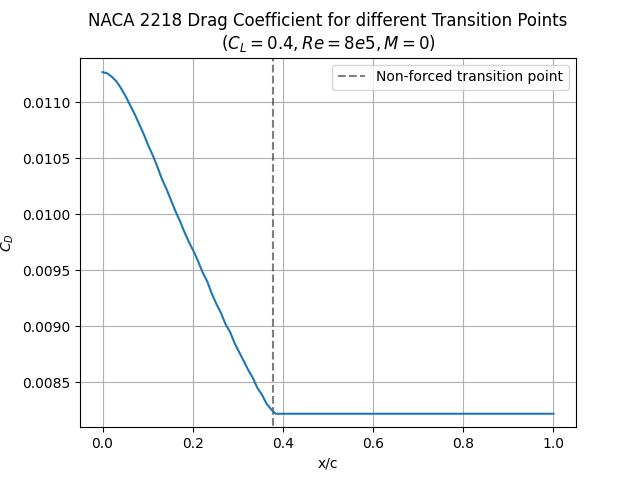 NACA 2218 Drag Coefficient for different Transition Points
(C_L = 0.4, Re = 8e5, M = 0)
Non-forced transition point
0.0110
0.0105
0.0100
0.0095
0.0090
0.0085
C_D
0.0
0.2
0.4
0.6
0.8
1.0
x/c